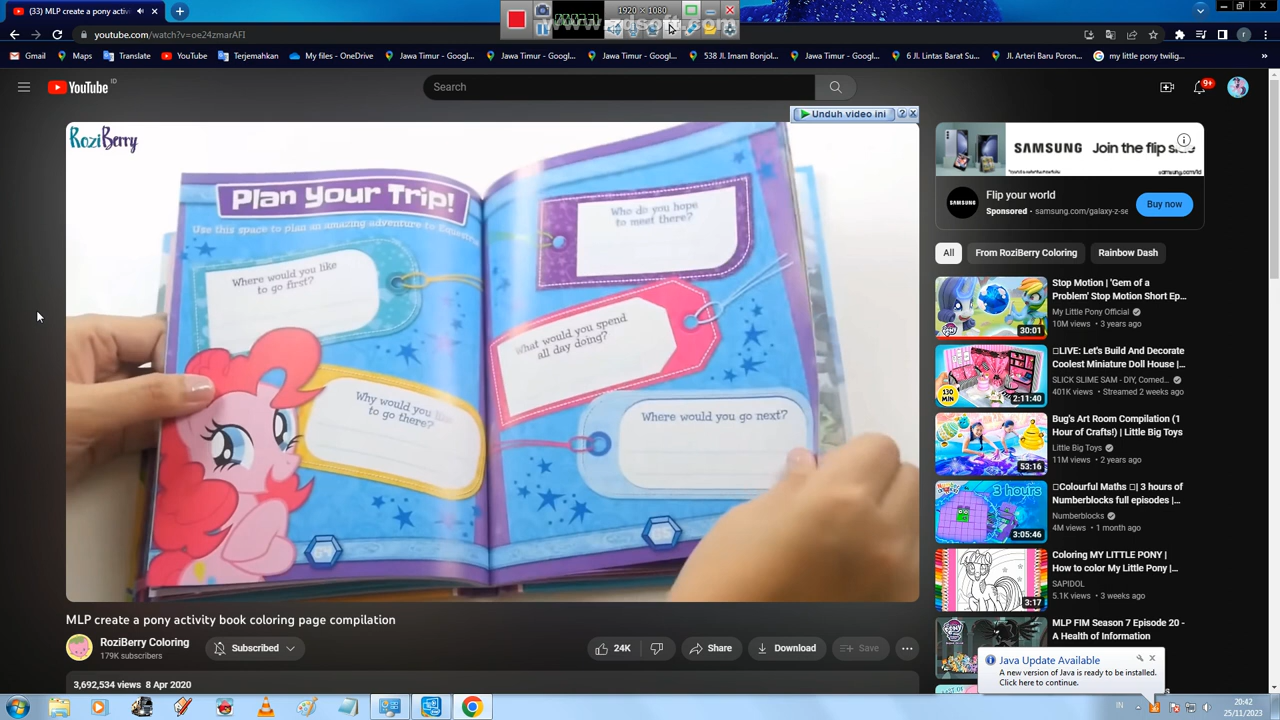 (33) MLP create a pony activit
1920 × 1080
youtube.com/watch?v=oe24zmarAFI
Gmail
Maps
Translate
YouTube
Terjemahkan
My files - OneDrive
Jawa Timur - Googl...
Jawa Timur - Googl...
Jawa Timur - Googl...
538 Jl. Imam Bonjol...
Jawa Timur - Googl...
6 Jl. Lintas Barat Su...
Jl. Arteri Baru Poron...
my little pony twilig...
YouTube
ID
Search
9+
Unduh video ini
RoziBerry
Plan Your Trip!
Use this space to plan an amazing adventure to
Where would you like
to go first?
Why would you
to go there?
Who do you hope
to meet there?
What would you spend
all day doing?
Where would you go next?
SAMSUNG
Join the flip side
SAMSUNG
Flip your world
Sponsored · samsung.com/galaxy-z-se
Buy now
All
From RoziBerry Coloring
Rainbow Dash
Stop Motion | 'Gem of a
Problem' Stop Motion Short Ep...
My Little Pony Official
10M views · 3 years ago
30:01
LIVE: Let's Build And Decorate
Coolest Miniature Doll House |
SLICK SLIME SAM - DIY, Comed...
401K views · Streamed 2 weeks ago
130
MIN
2:11:40
Bug's Art Room Compilation (1
Hour of Crafts!) | Little Big Toys
Little Big Toys
11M views · 2 years ago
53:16
Colourful Maths | 3 hours of
Numberblocks full episodes |...
Numberblocks
4M views · 1 month ago
3 hours
3:05:46
Coloring MY LITTLE PONY |
How to color My Little Pony |...
SAPIDOL
5.1K views · 3 weeks ago
3:17
MLP FIM Season 7 Episode 20 -
A Health of Information
MLP create a pony activity book coloring page compilation
RoziBerry Coloring
179K subscribers
Subscribed
24K
Share
Download
Save
3,692,534 views 8 Apr 2020
Java Update Available
A new version of Java is ready to be installed.
Click here to continue.
IN
20:42
25/11/2023